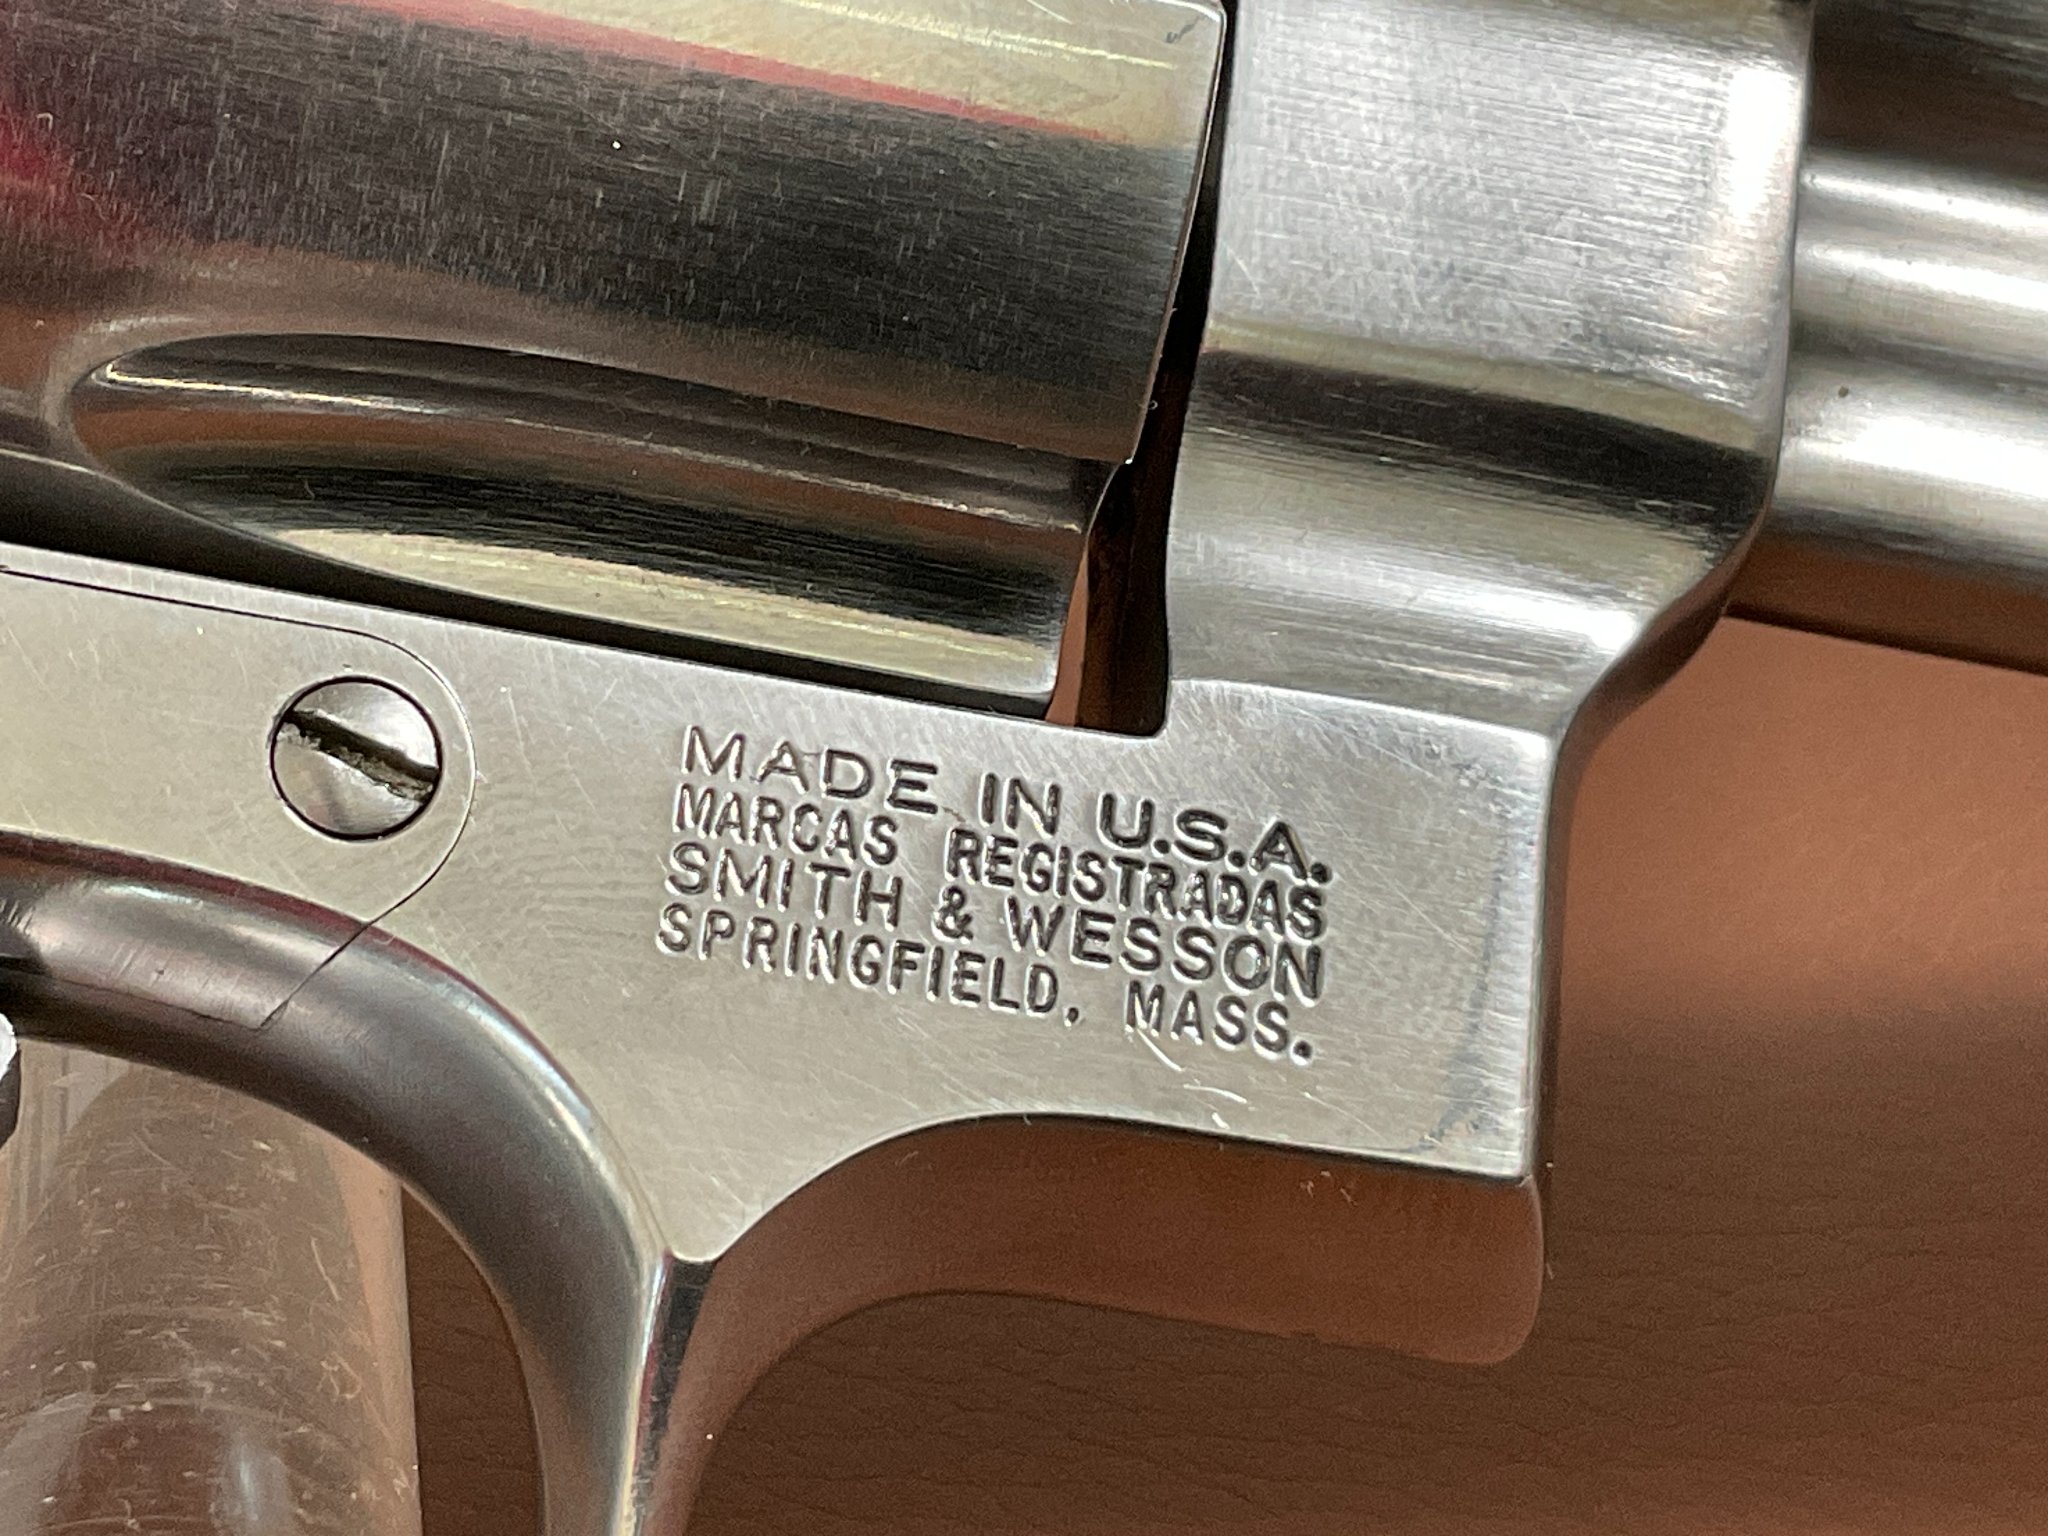 MADE IN U.S.A.
MARCAS REGISTRADAS
SMITH & WESSON
SPRINGFIELD, MASS.